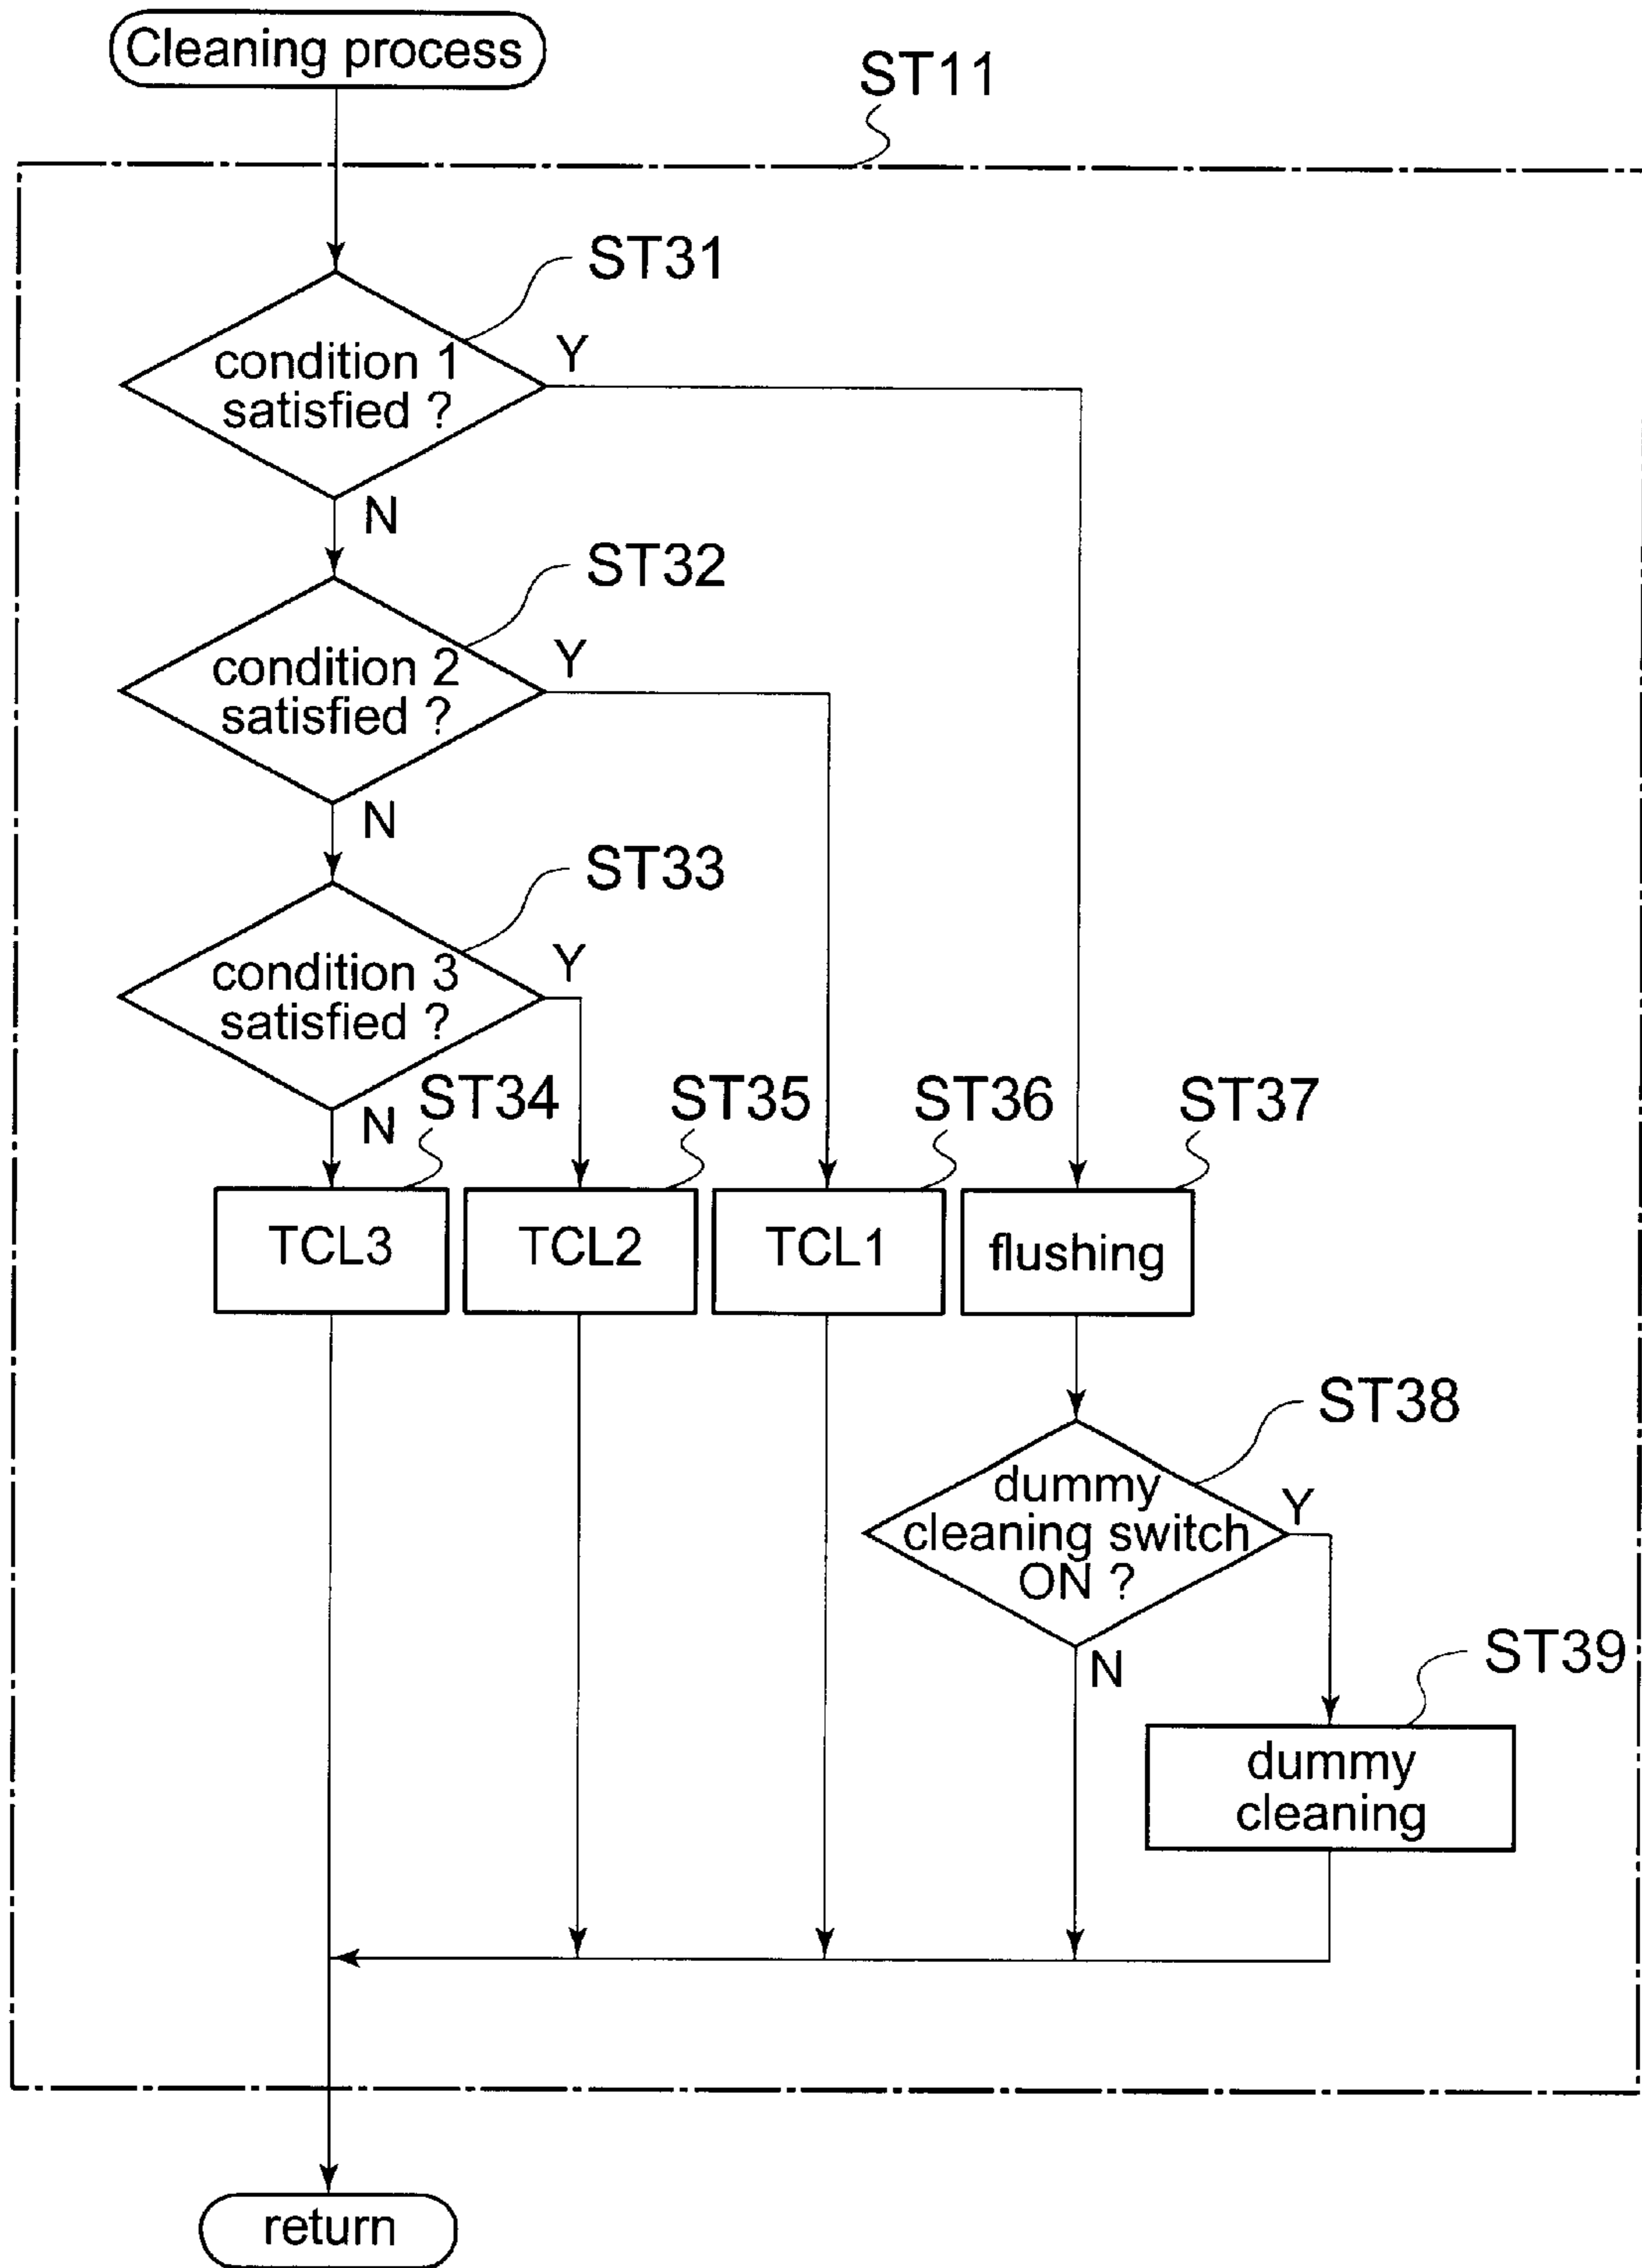 Cleaning process
ST11
ST31
condition 1
satisfied ?
Y
N
ST32
condition 2
satisfied ?
Y
N
ST33
condition 3
satisfied ?
Y
N
ST34
ST35
ST36
ST37
TCL3
TCL2
TCL1
flushing
ST38
dummy
cleaning switch
ON ?
Y
N
ST39
dummy
cleaning
return